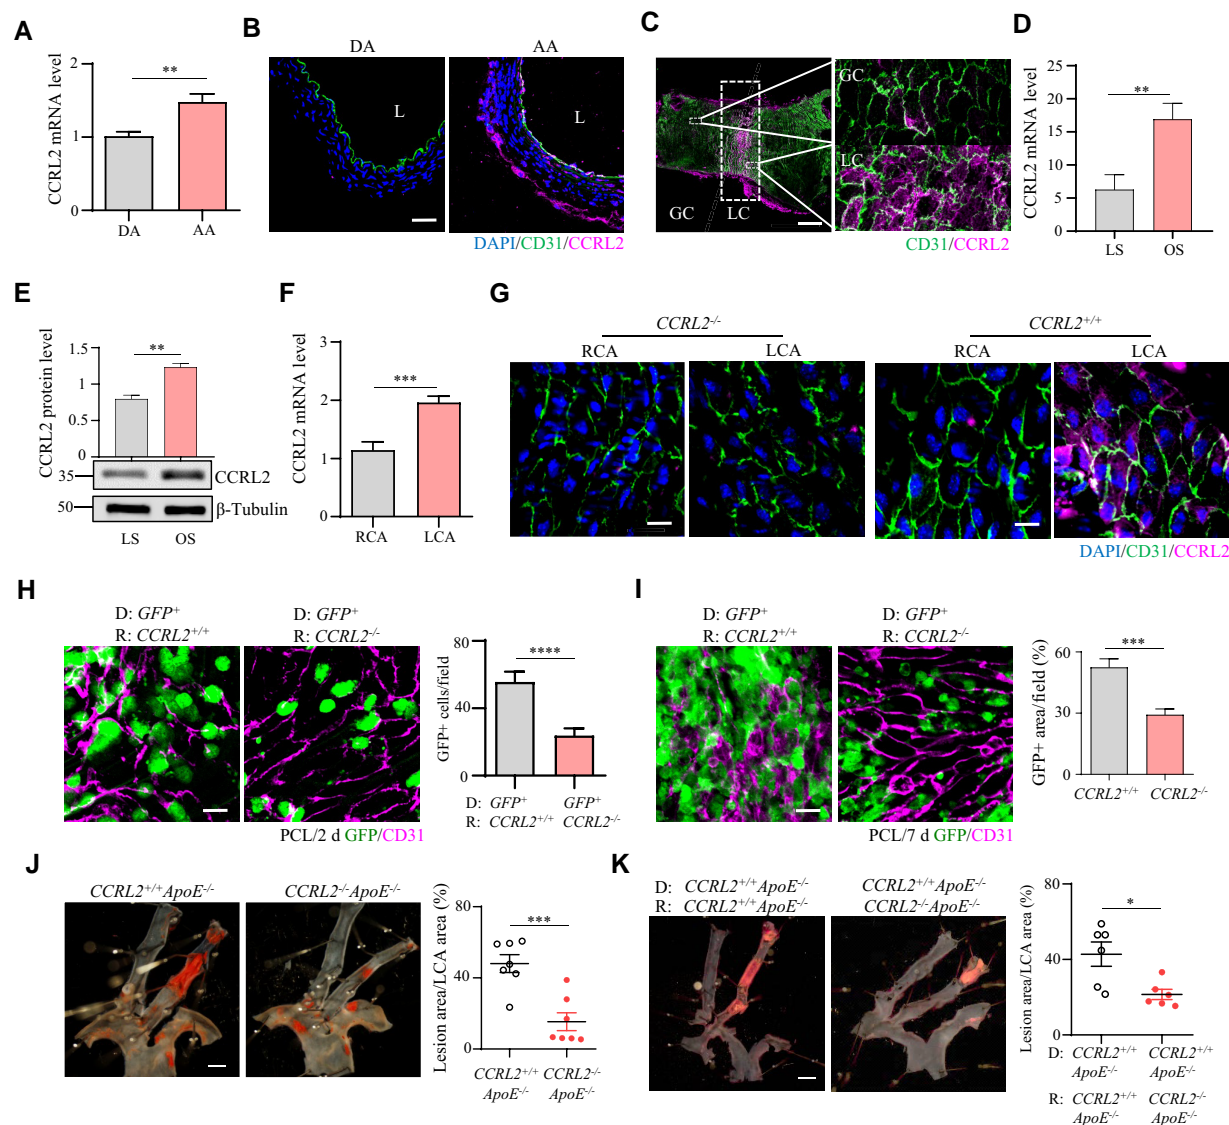 A
CCRL2 mRNA level
2
1
0
**
DA
AA
B
DA
AA
L
L
DAPI/CD31/CCRL2
C
GC
LC
GC
LC
CD31/CCRL2
D
CCRL2 mRNA level
25
20
15
10
5
0
**
LS
OS
E
CCRL2 protein level
1.5
1
0.5
0
**
35
CCRL2
50
β-Tubulin
LS
OS
F
CCRL2 mRNA level
3
2
1
0
***
RCA
LCA
G
CCRL2-/-
CCRL2+/+
RCA
LCA
RCA
LCA
DAPI/CD31/CCRL2
H
D: GFP+
D: GFP+
R: CCRL2+/+
R: CCRL2-/-
PCL/2 d GFP/CD31
GFP+ cells/field
80
40
0
****
D: GFP+ GFP+
R: CCRL2+/+ CCRL2-/-
I
D: GFP+
D: GFP+
R: CCRL2+/+
R: CCRL2-/-
PCL/7 d GFP/CD31
GFP+ area/field (%)
60
30
0
***
CCRL2+/+ CCRL2-/-
J
CCRL2+/+ApoE-/-
CCRL2-/-ApoE-/-
Lesion area/LCA area (%)
80
40
0
***
CCRL2+/+ CCRL2-/-
ApoE-/- ApoE-/-
K
D: CCRL2+/+ApoE-/- CCRL2+/+ApoE-/-
R: CCRL2+/+ApoE-/- CCRL2-/-ApoE-/-
Lesion area/LCA area (%)
80
40
0
*
D: CCRL2+/+ CCRL2+/+
ApoE-/- ApoE-/-
R: CCRL2+/+ CCRL2-/-
ApoE-/- ApoE-/-